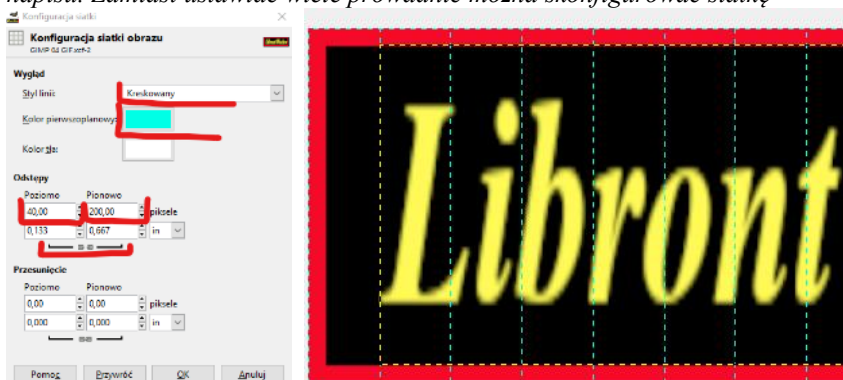 napisu. Zamiast ustawiać wiele prowadnic można skonfigurować siatkę
Konfiguracja siatki
Konfiguracja siatki obrazu
GIMP 04 GIF.xcf-2
Wygląd
Styl linii: Kreskowany
Kolor pierwszoplanowy:
Kolor tła:
Odstępy
Poziomo Pionowo
40,00 200,00 piksele
0,133 0,667 in
Przesunięcie
Poziomo Pionowo
0,00 0,00 piksele
0,000 0,000 in
Pomoc Przywróć OK Anuluj
Libront